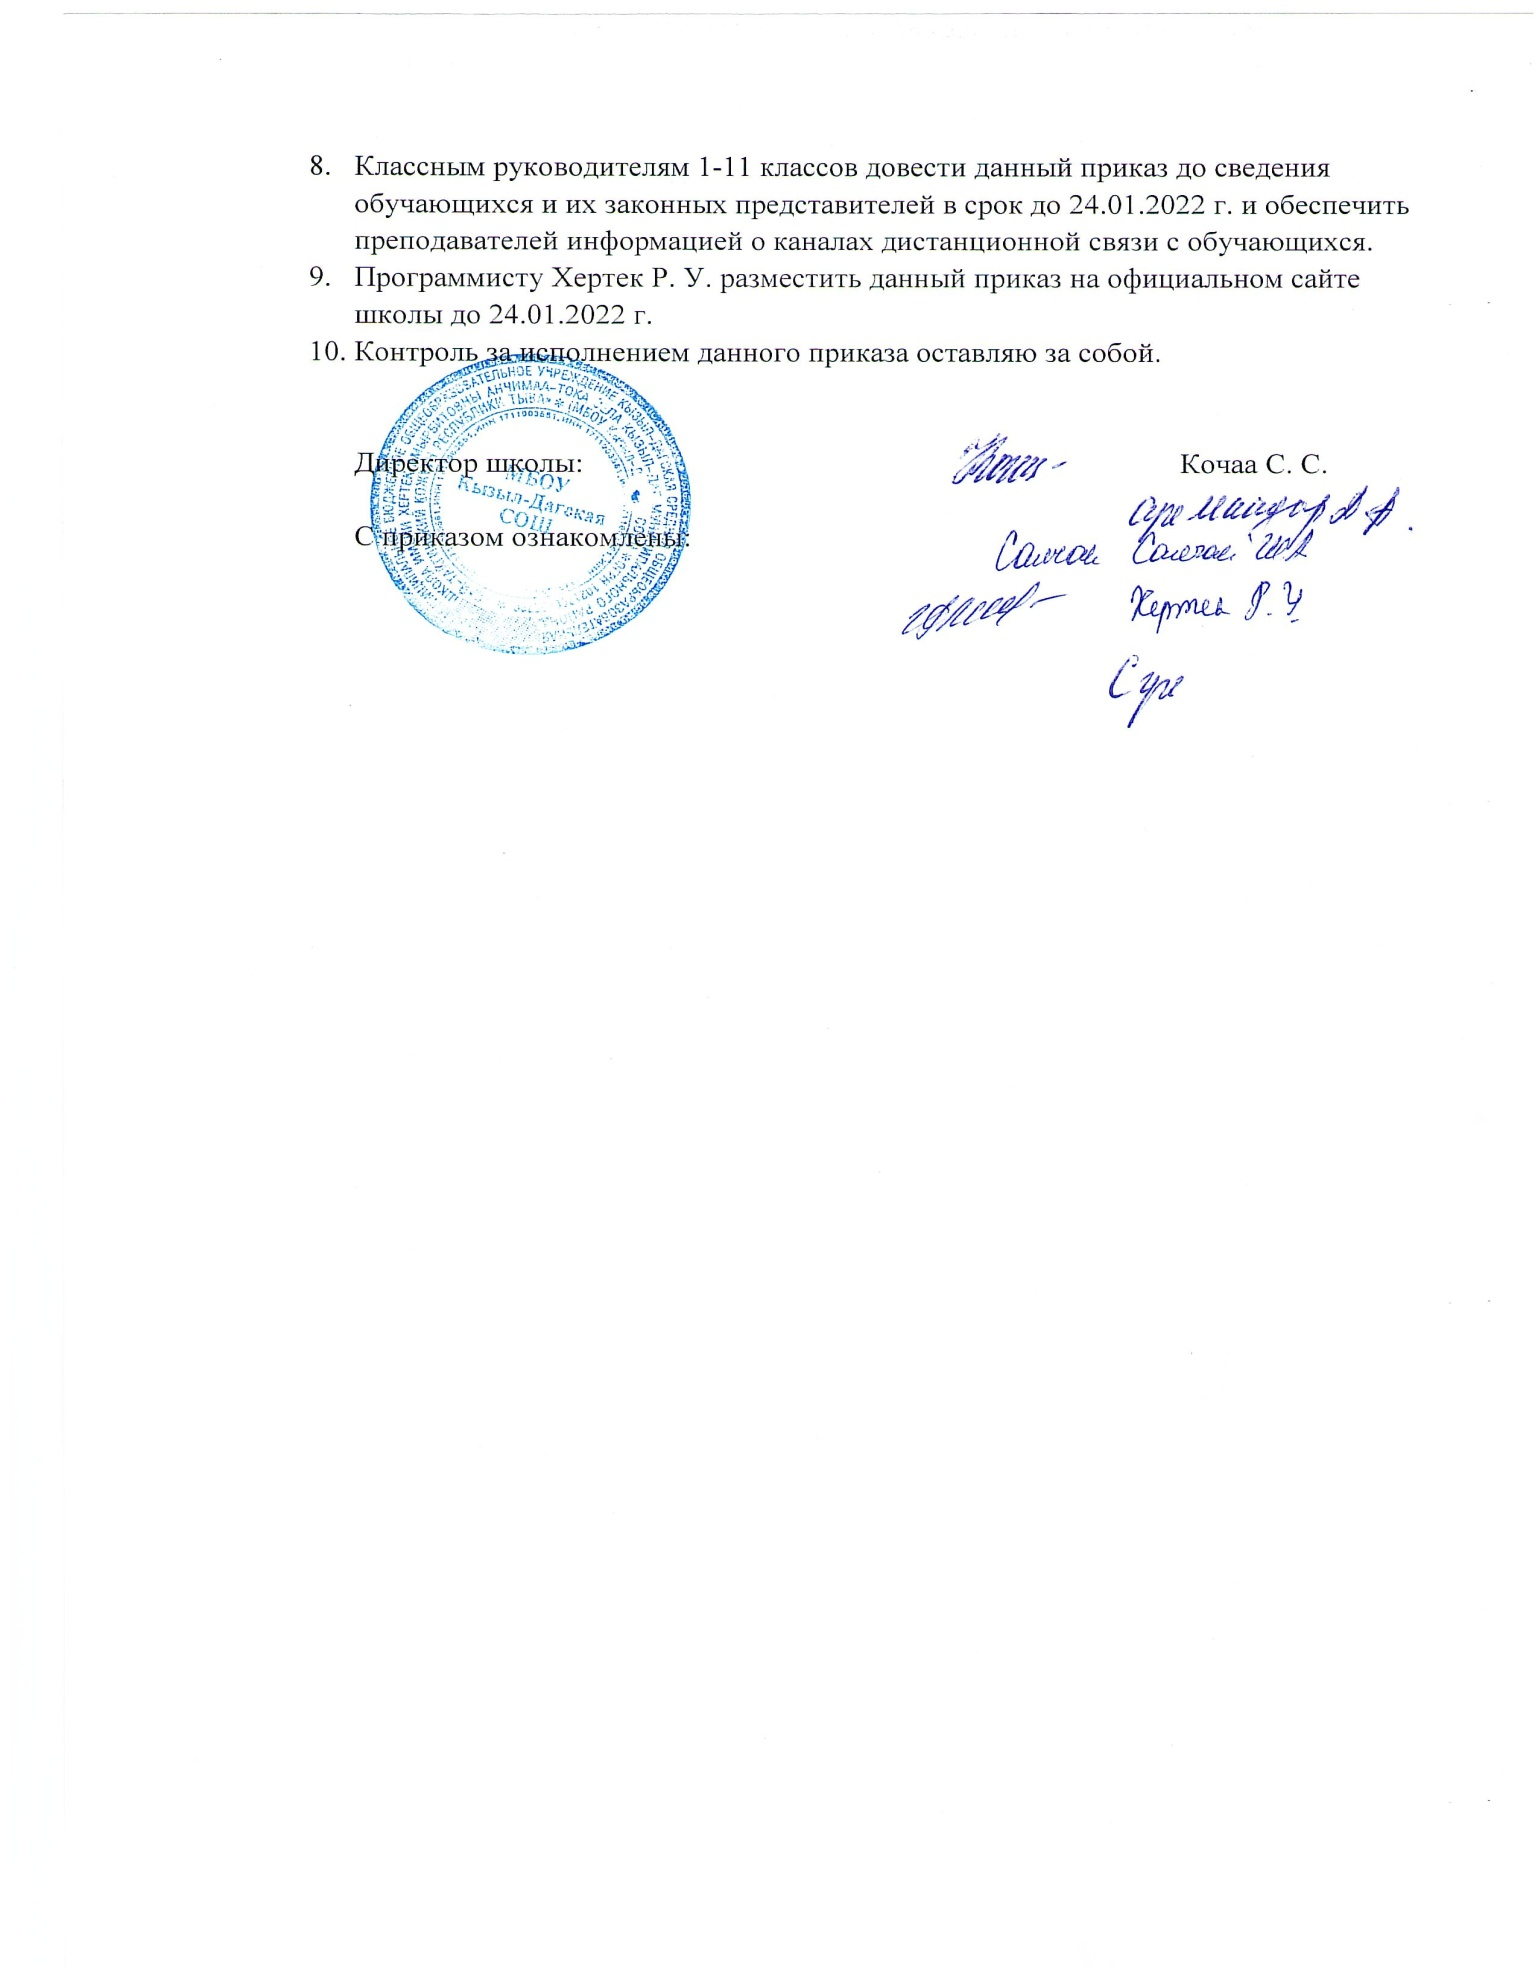 8. Классным руководителям 1-11 классов довести данный приказ до сведения
обучающихся и их законных представителей в срок до 24.01.2022 г. и обеспечить
преподавателей информацией о каналах дистанционной связи с обучающихся.
9. Программисту Хертек Р. У. разместить данный приказ на официальном сайте
школы до 24.01.2022 г.
10. Контроль за исполнением данного приказа оставляю за собой.
Директор школы: Кочаа С. С.
С приказом ознакомлены:
Хертек Р. У.
МБОУ
Кызыл-Дагская
СОШ